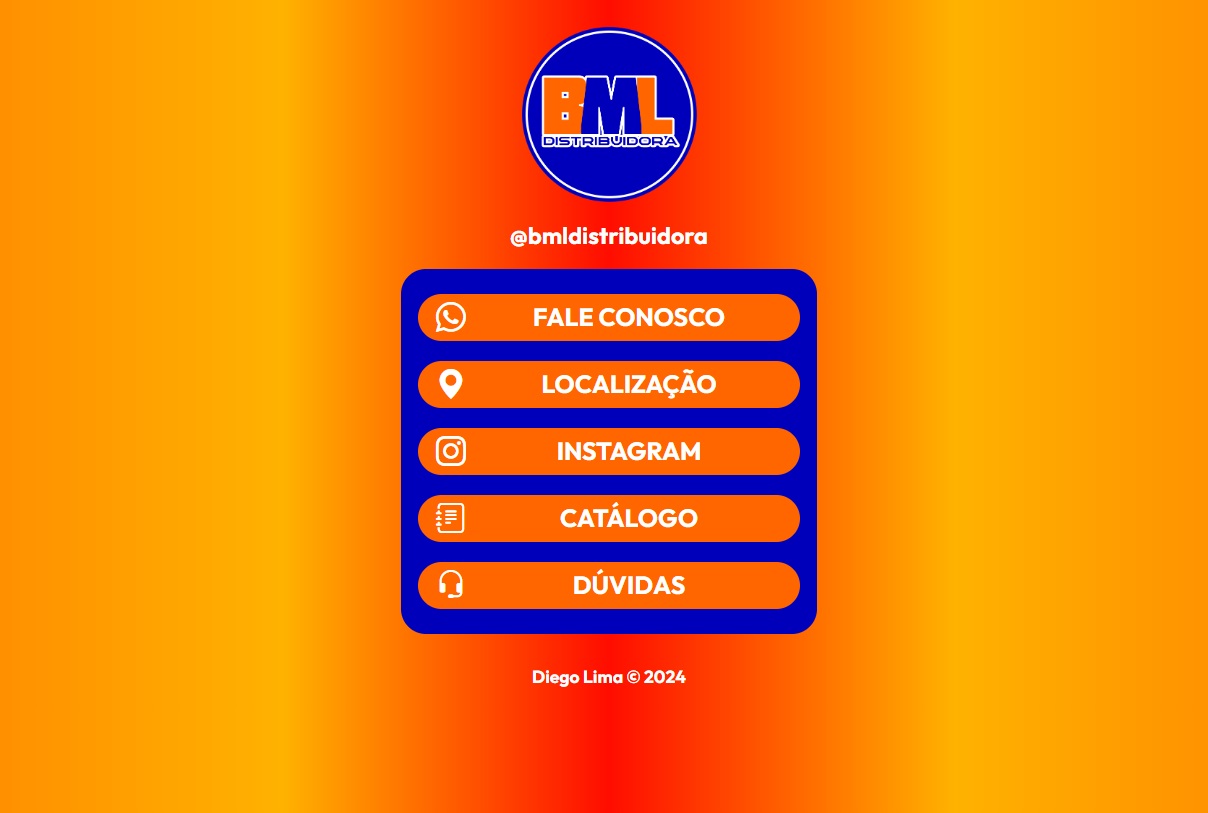 BML
DISTRIBUIDORA
@bmldistribuidora
FALE CONOSCO
LOCALIZAÇÃO
INSTAGRAM
CATÁLOGO
DÚVIDAS
Diego Lima © 2024